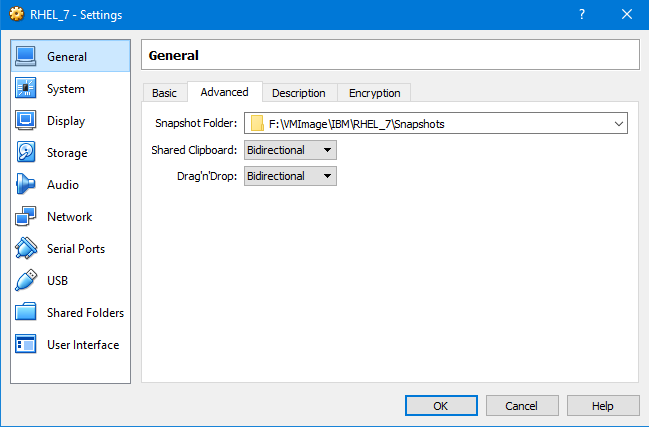 RHEL_7 - Settings
? 
General
System
Display
Storage
Audio
Network
Serial Ports
USB
Shared Folders
User Interface
General
Basic Advanced Description Encryption
Snapshot Folder: F:\VMImage\IBM\RHEL_7\Snapshots
Shared Clipboard: Bidirectional
Drag'n'Drop: Bidirectional
OK Cancel Help